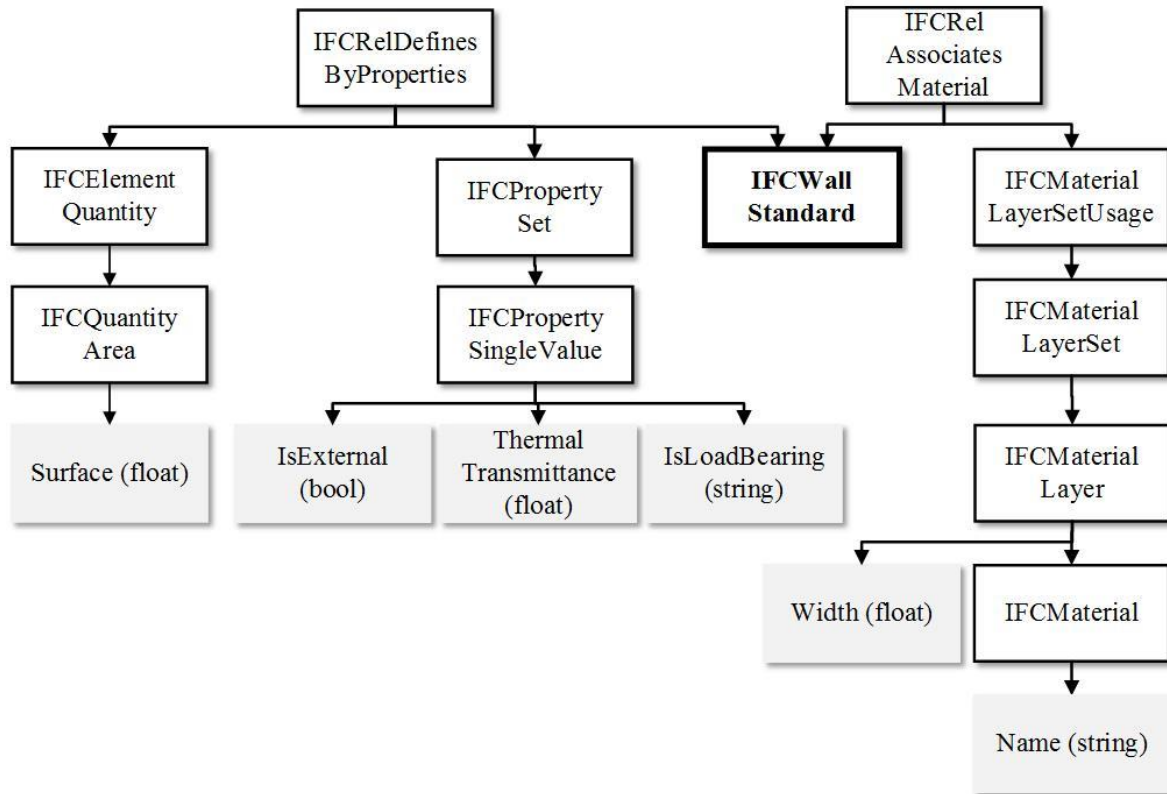 IFCRelDefines
ByProperties
IFCRel
Associates
Material
IFCElement
Quantity
IFCProperty
Set
IFCWall
Standard
IFCMaterial
LayerSetUsage
IFCQuantity
Area
IFCProperty
SingleValue
IFCMaterial
LayerSet
Surface (float)
IsExternal
(bool)
Thermal
Transmittance
(float)
IsLoadBearing
(string)
IFCMaterial
Layer
Width (float)
IFCMaterial
Name (string)